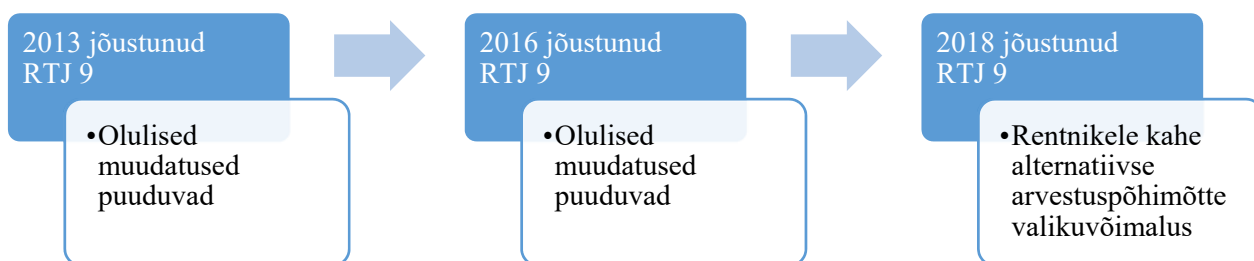 2013 jõustunud
RTJ 9
•Olulised
muudatused
puuduvad
2016 jõustunud
RTJ 9
•Olulised
muudatused
puuduvad
2018 jõustunud
RTJ 9
•Rentnikele kahe
alternatiivse
arvestuspõhimõtte
valikuvõimalus